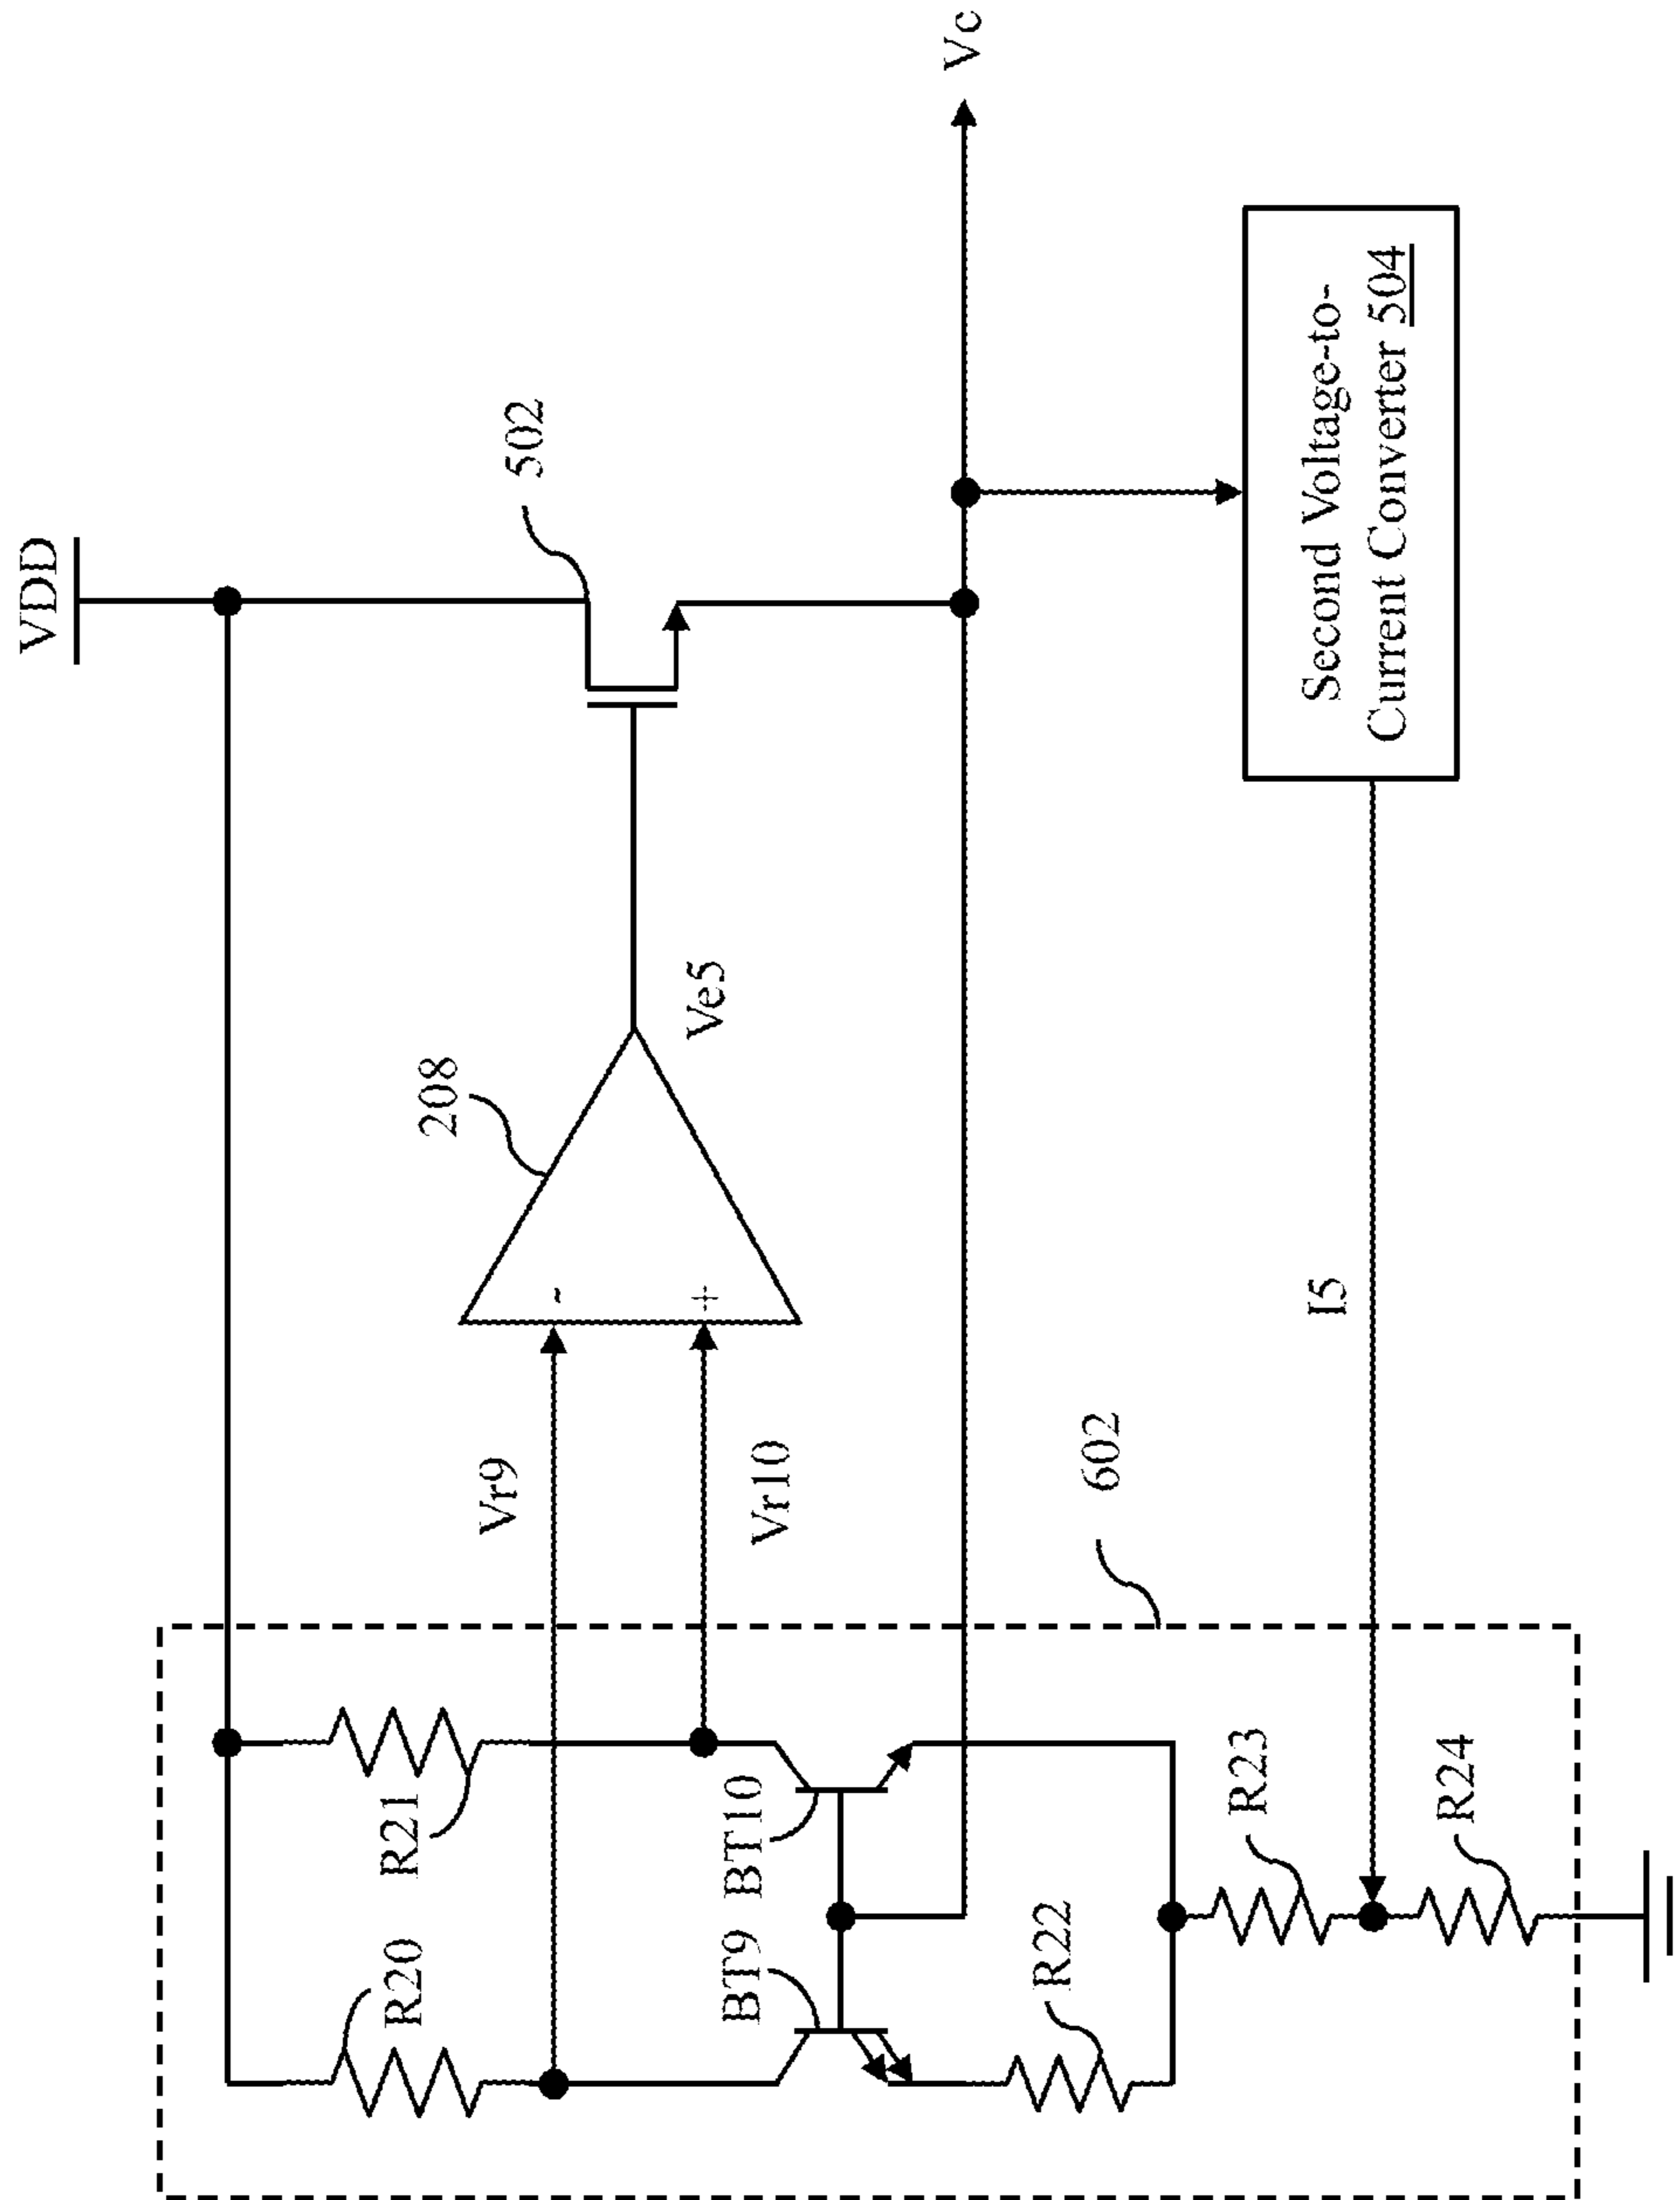 VDD
R20
R21
Vr9
208
502
Vr10
-
+
Ve5
BT9
BT10
Vc
R22
602
I5
Second Voltage-to-
Current Converter 504
R23
R24